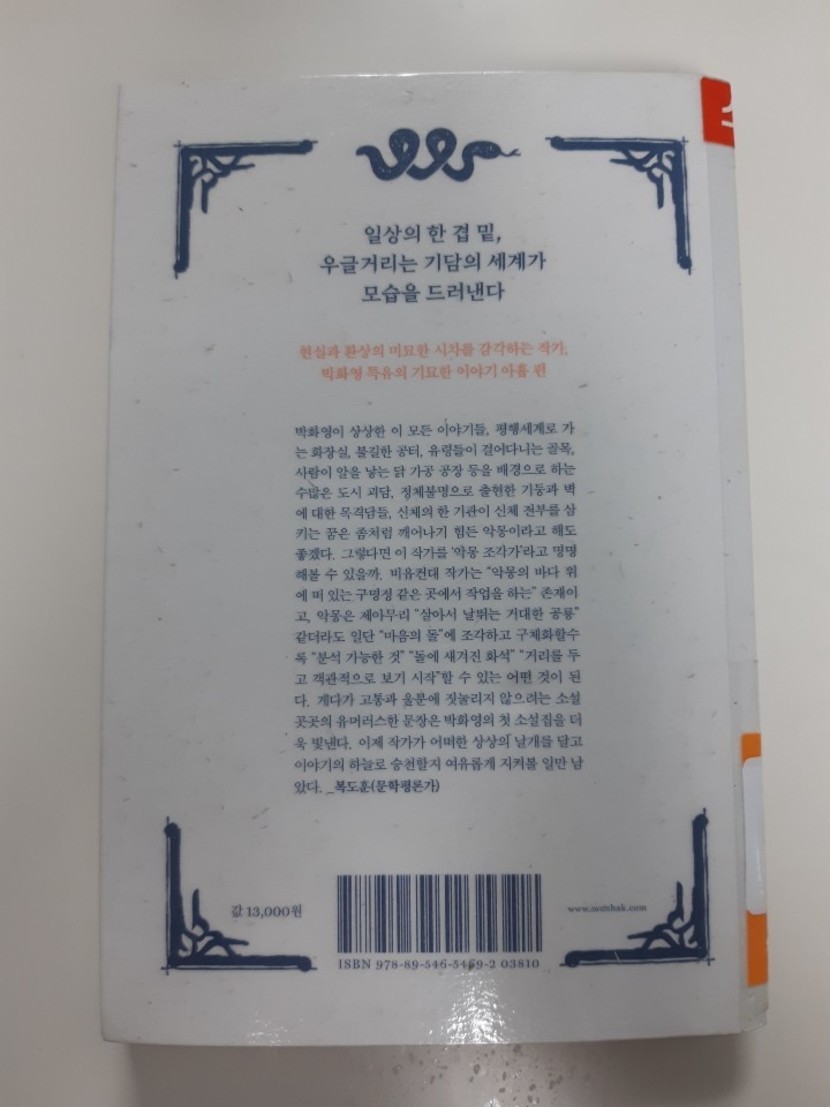 일상의 한 겹 밑,
우글거리는 기담의 세계가
모습을 드러낸다
현실과 환상의 미묘한 시차를 감각하는 작가,
박화영 특유의 기묘한 이야기 아홉 편
박화영이 상상한 이 모든 이야기들, 평행세계로 가
는 화장실, 불길한 공터, 유령들이 걸어다니는 골목,
사람이 알을 낳는 닭 가공 공장 등을 배경으로 하는
수많은 도시 괴담, 정체불명으로 출현한 기둥과 벽
에 대한 목격담들, 신체의 한 기관이 신체 전부를 삼
키는 꿈은 좀처럼 깨어나기 힘든 악몽이라고 해도
좋겠다. 그렇다면 이 작가를 ‘악몽 조각가’라고 명명
해볼 수 있을까. 비유컨대 작가는 “악몽의 바다 위
에 떠 있는 구명정 같은 곳에서 작업을 하는” 존재이
고, 악몽은 제아무리 “살아서 날뛰는 거대한 공룡”
같더라도 일단 “마음의 돌”에 조각하고 구체화할수
록 “분석 가능한 것” “돌에 새겨진 화석” “거리를 두
고 객관적으로 보기 시작”할 수 있는 어떤 것이 된
다. 게다가 고통과 울분에 짓눌리지 않으려는 소설
곳곳의 유머러스한 문장은 박화영의 첫 소설집을 더
욱 빛낸다. 이제 작가가 어떠한 상상의 날개를 달고
이야기의 하늘로 승천할지 여유롭게 지켜볼 일만 남
았다. _복도훈(문학평론가)
값 13,000원
www.munhak.com
ISBN 978-89-546-5469-2 03810